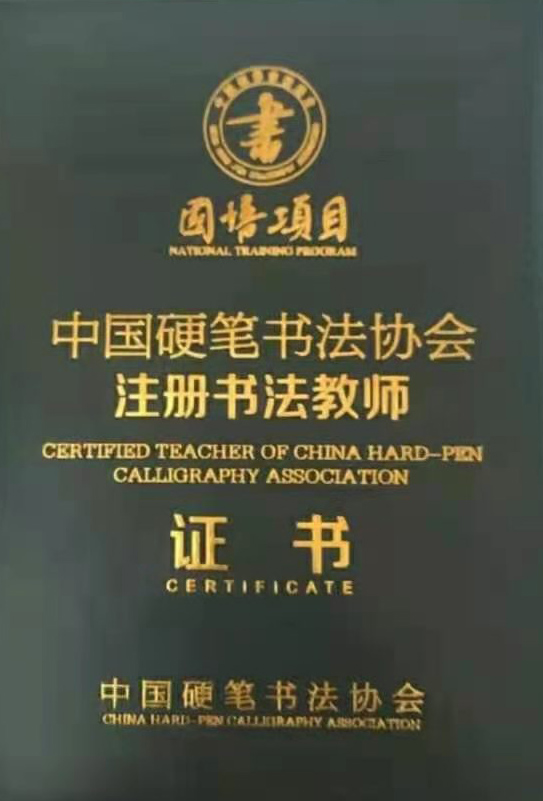 書
国培项目
NATIONAL TRAINING PROGRAM
中国硬笔书法协会
注册书法教师
CERTIFIED TEACHER OF CHINA HARD-PEN
CALLIGRAPHY ASSOCIATION
证 书
CERTIFICATE
中国硬笔书法协会
CHINA HARD-PEN CALLIGRAPHY ASSOCIATION